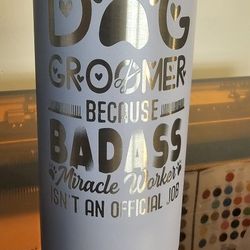 DOG
GROOMER
BECAUSE
BADASS
Miracle Worker
ISN'T AN OFFICIAL JOB